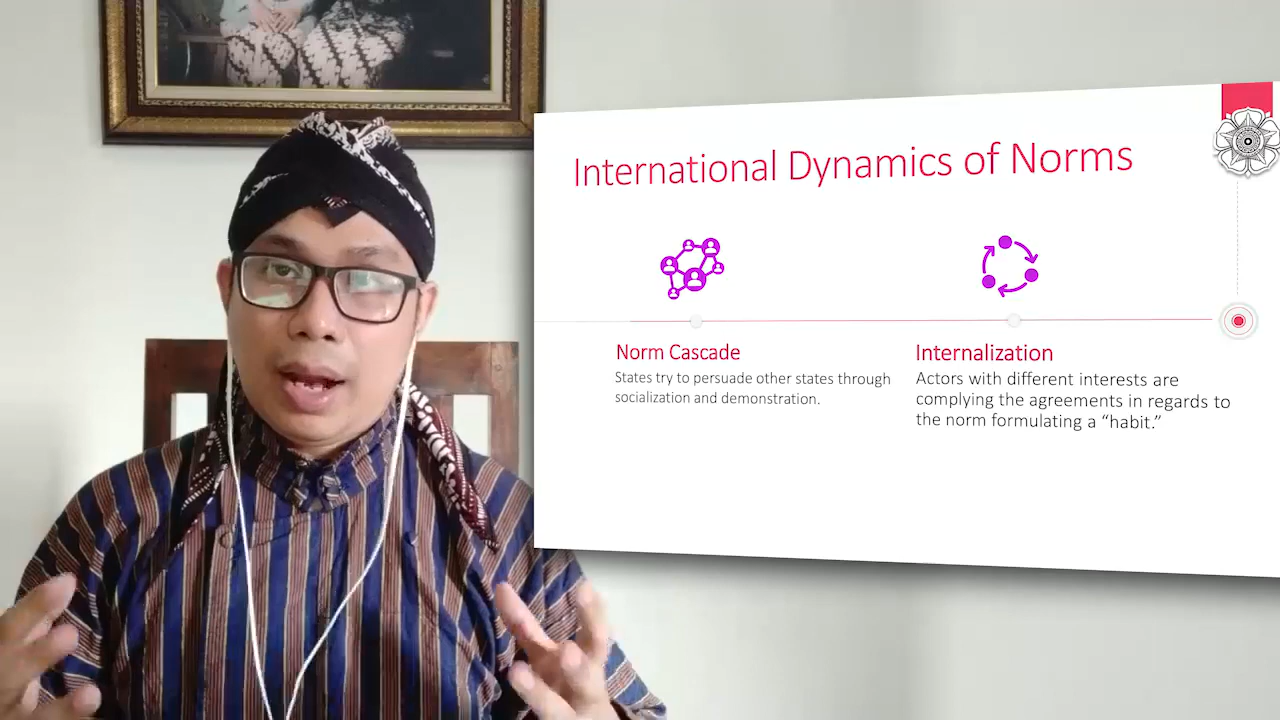 International Dynamics of Norms
Norm Cascade
States try to persuade other states through
socialization and demonstration.
Internalization
Actors with different interests are
complying the agreements in regards to
the norm formulating a “habit.”